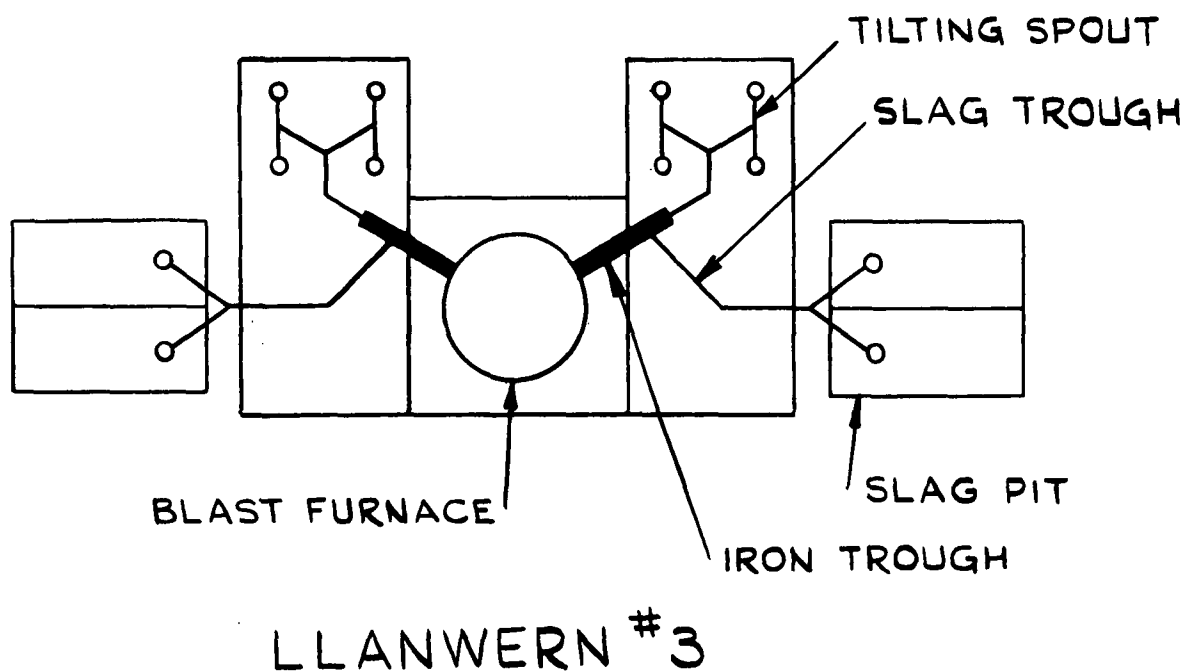 TILTING SPOUT
SLAG TROUGH
SLAG PIT
BLAST FURNACE
IRON TROUGH
LLANWERN #3